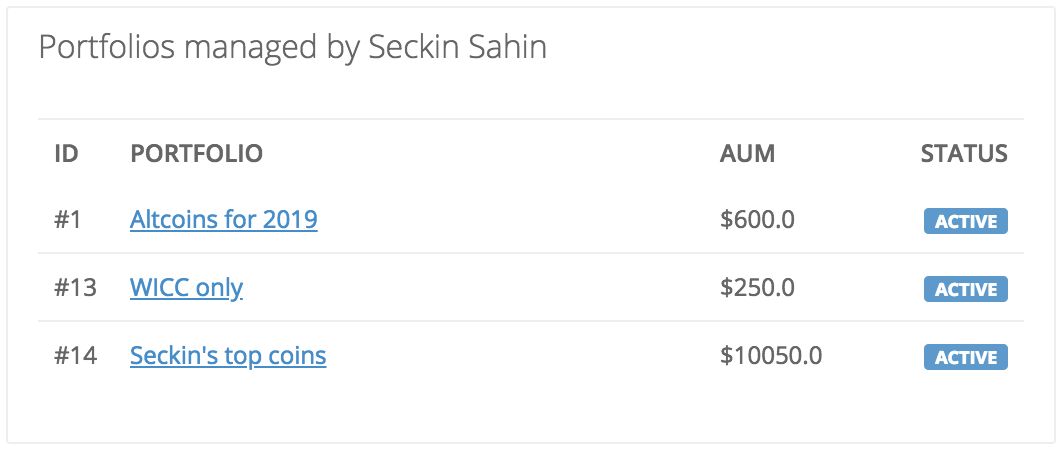 Portfolios managed by Seckin Sahin
ID PORTFOLIO AUM STATUS
#1 Altcoins for 2019 $600.0 ACTIVE
#13 WICC only $250.0 ACTIVE
#14 Seckin's top coins $10050.0 ACTIVE